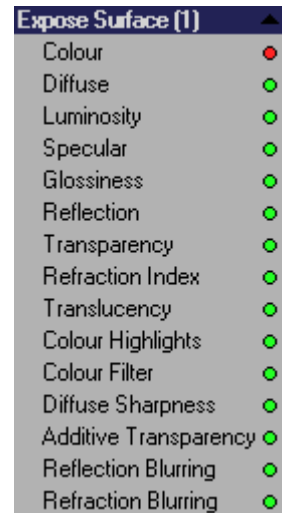 Expose Surface (1)
Colour
Diffuse
Luminosity
Specular
Glossiness
Reflection
Transparency
Refraction Index
Translucency
Colour Highlights
Colour Filter
Diffuse Sharpness
Additive Transparency
Reflection Blurring
Refraction Blurring